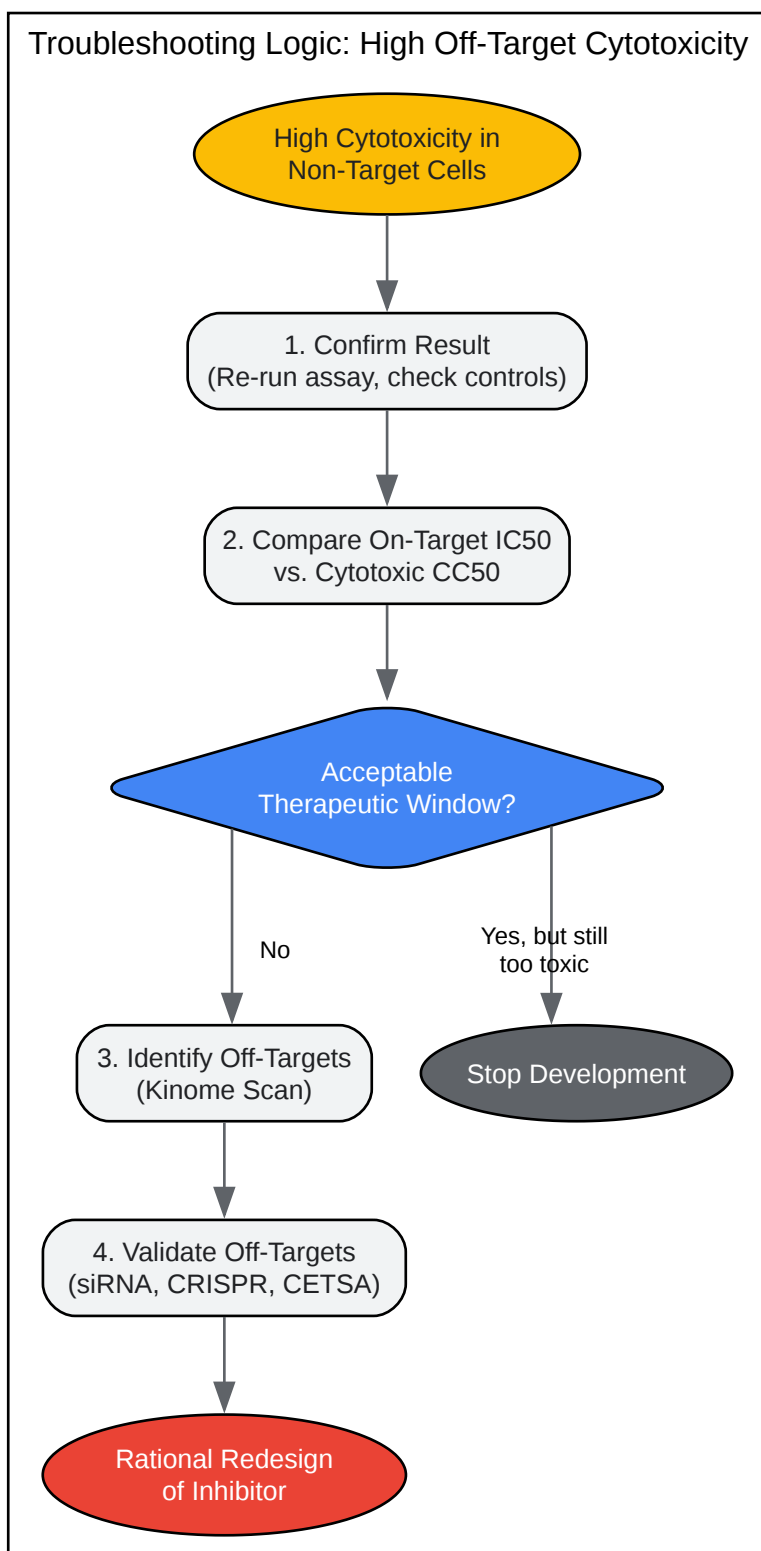 Troubleshooting Logic: High Off-Target Cytotoxicity
High Cytotoxicity in
Non-Target Cells
1. Confirm Result
(Re-run assay, check controls)
2. Compare On-Target IC50
vs. Cytotoxic CC50
Acceptable
Therapeutic Window?
No
Yes, but still
too toxic
3. Identify Off-Targets
(Kinome Scan)
Stop Development
4. Validate Off-Targets
(siRNA, CRISPR, CETSA)
Rational Redesign
of Inhibitor